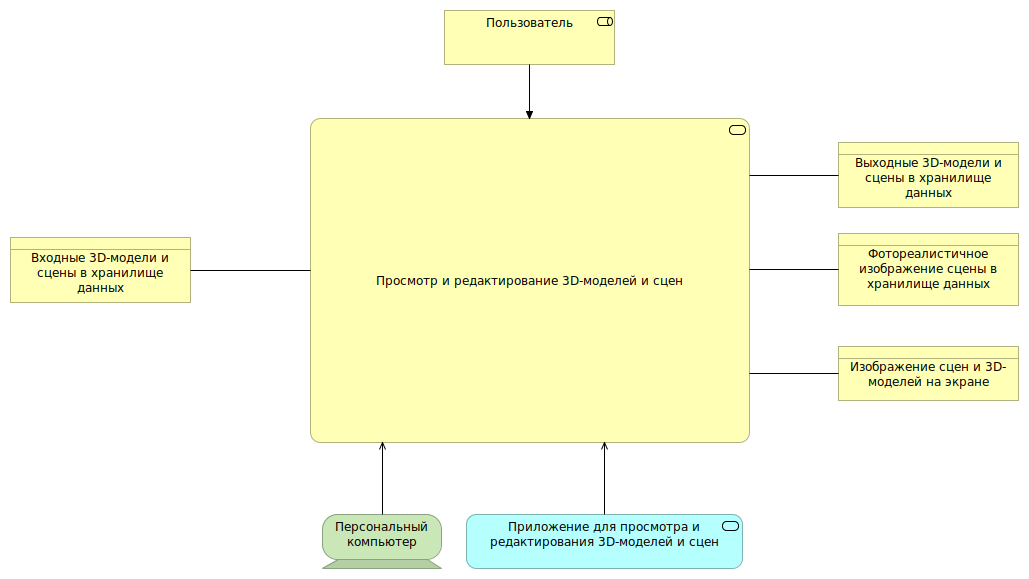 Пользователь
Выходные 3D-модели и
сцены в хранилище
данных
Входные 3D-модели и
сцены в хранилище
данных
Просмотр и редактирование 3D-моделей и сцен
Фотореалистичное
изображение сцены в
хранилище данных
Изображение сцен и 3D-
моделей на экране
Персональный
компьютер
Приложение для просмотра и
редактирования 3D-моделей и сцен